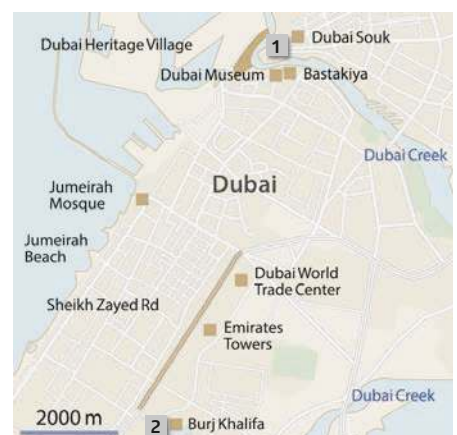 Dubai Heritage Village
1
Dubai Souk
Dubai Museum
Bastakiya
Dubai Creek
Dubai
Jumeirah
Mosque
Jumeirah
Beach
Dubai World
Trade Center
Sheikh Zayed Rd
Emirates
Towers
Dubai Creek
2000 m
2
Burj Khalifa